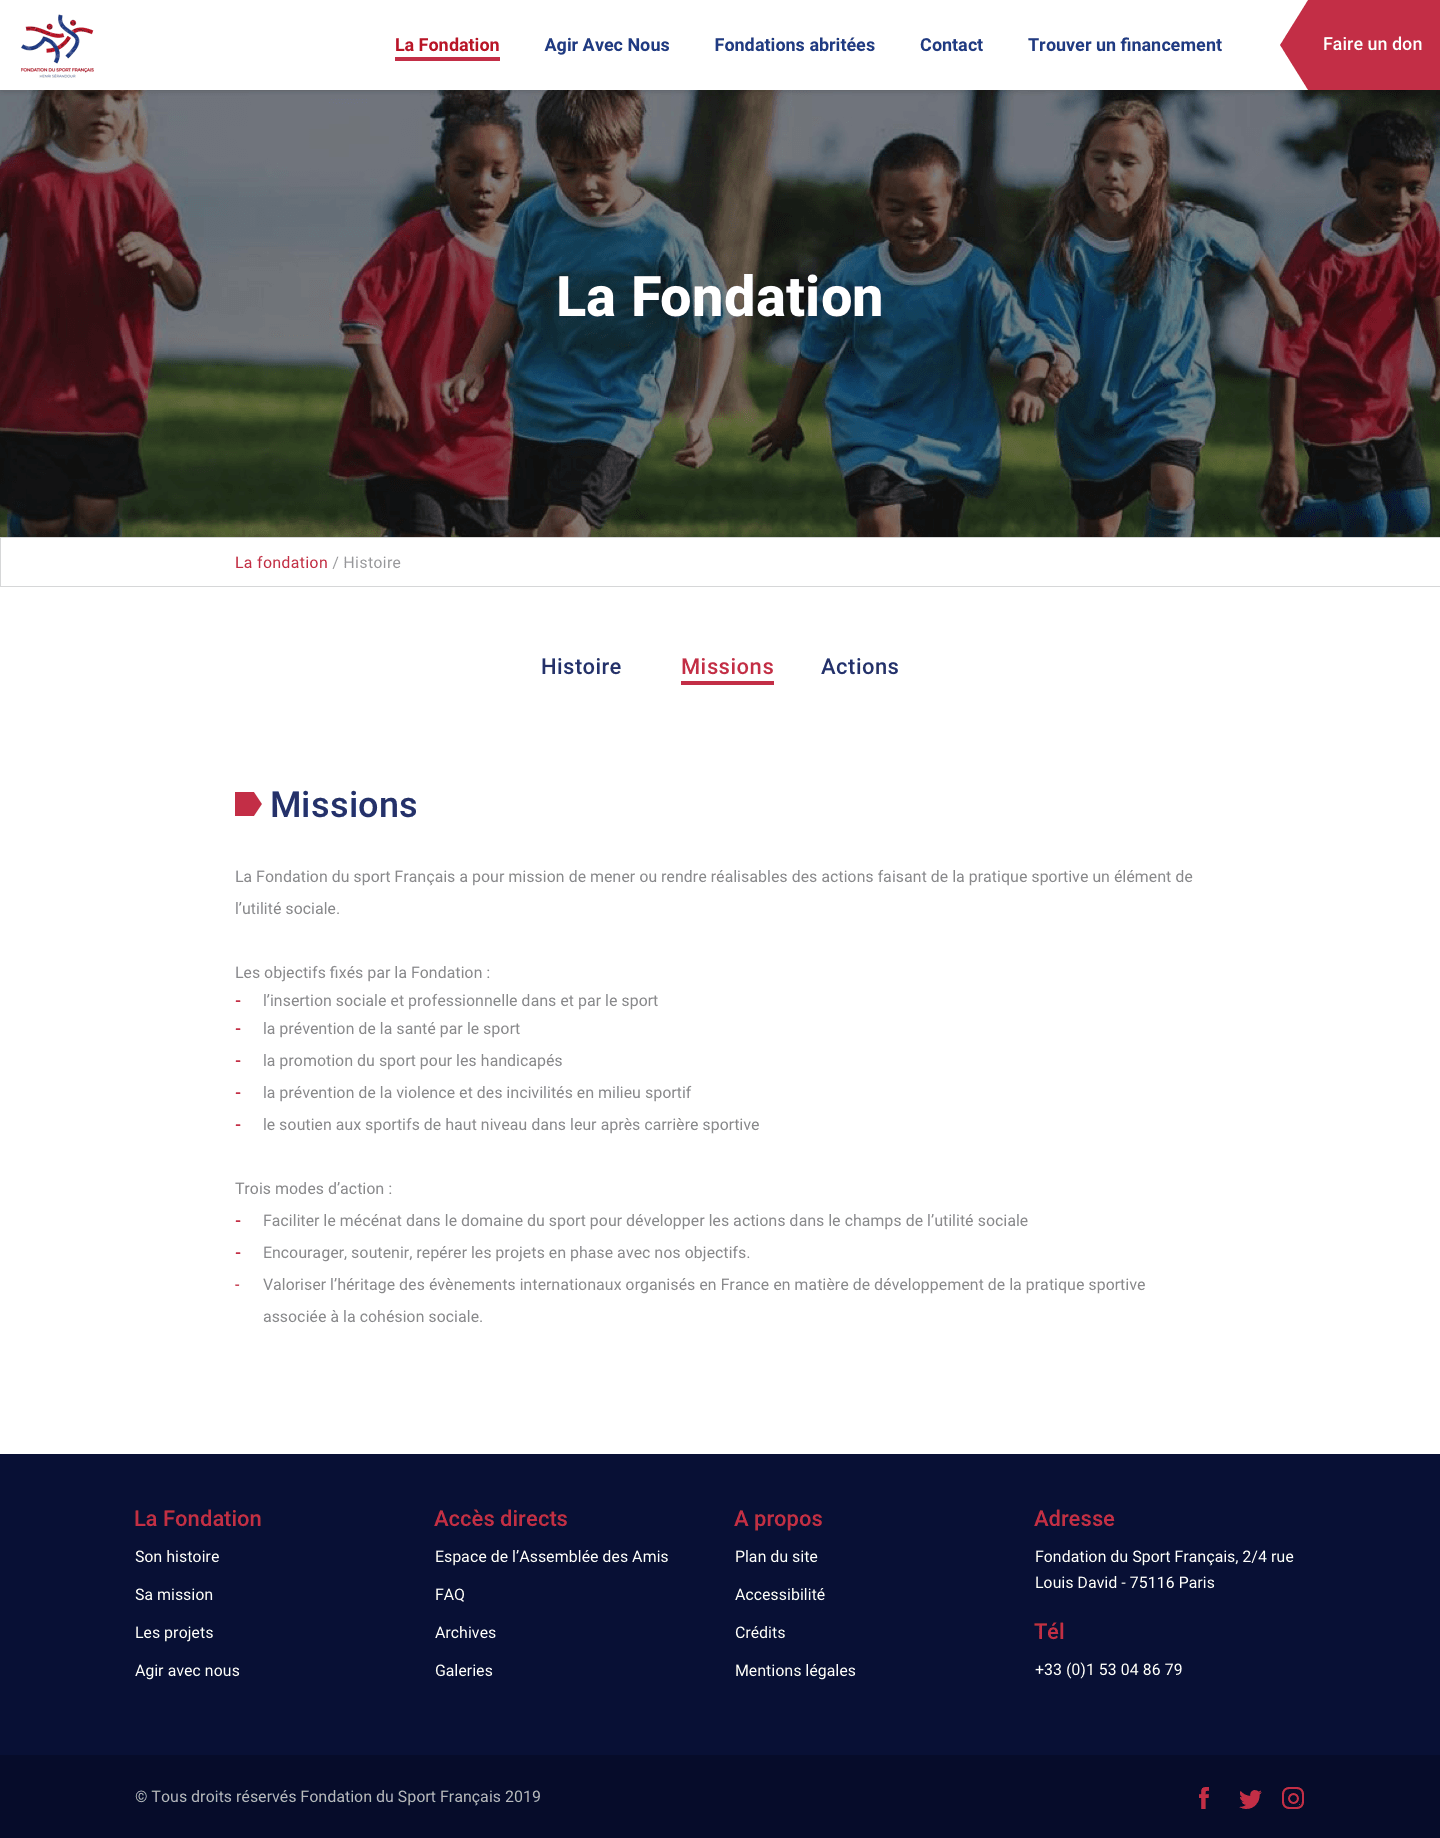 FONDATION DU SPORT FRANÇAIS
HENRI SÉRANDOUR
La Fondation
Agir Avec Nous
Fondations abritées
Contact
Trouver un financement
Faire un don
La Fondation
La fondation / Histoire
Histoire
Missions
Actions
Missions
La Fondation du sport Français a pour mission de mener ou rendre réalisables des actions faisant de la pratique sportive un élément de
l’utilité sociale.
Les objectifs fixés par la Fondation :
- l’insertion sociale et professionnelle dans et par le sport
- la prévention de la santé par le sport
- la promotion du sport pour les handicapés
- la prévention de la violence et des incivilités en milieu sportif
- le soutien aux sportifs de haut niveau dans leur après carrière sportive
Trois modes d’action :
- Faciliter le mécénat dans le domaine du sport pour développer les actions dans le champs de l’utilité sociale
- Encourager, soutenir, repérer les projets en phase avec nos objectifs.
- Valoriser l’héritage des évènements internationaux organisés en France en matière de développement de la pratique sportive
associée à la cohésion sociale.
La Fondation
Son histoire
Sa mission
Les projets
Agir avec nous
Accès directs
Espace de l’Assemblée des Amis
FAQ
Archives
Galeries
A propos
Plan du site
Accessibilité
Crédits
Mentions légales
Adresse
Fondation du Sport Français, 2/4 rue
Louis David - 75116 Paris
Tél
+33 (0)1 53 04 86 79
© Tous droits réservés Fondation du Sport Français 2019